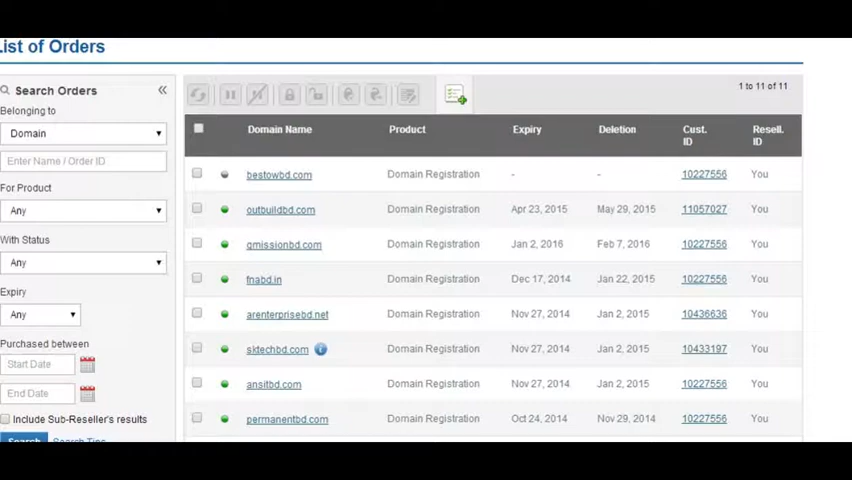 List of Orders
Search Orders
Belonging to
Domain
Enter Name / Order ID
For Product
Any
With Status
Any
Expiry
Any
Purchased between
Start Date
End Date
Include Sub-Reseller's results
Search Search Tips
1 to 11 of 11
Domain Name Product Expiry Deletion Cust. ID Resell. ID
bestowbd.com Domain Registration - - 10227556 You
outbuildbd.com Domain Registration Apr 23, 2015 May 29, 2015 11057027 You
qmissionbd.com Domain Registration Jan 2, 2016 Feb 7, 2016 10227556 You
fnabd.in Domain Registration Dec 17, 2014 Jan 22, 2015 10227556 You
arenterprisebd.net Domain Registration Nov 27, 2014 Jan 2, 2015 10436636 You
sktechbd.com Domain Registration Nov 27, 2014 Jan 2, 2015 10433197 You
ansitbd.com Domain Registration Nov 27, 2014 Jan 2, 2015 10227556 You
permanentbd.com Domain Registration Oct 24, 2014 Nov 29, 2014 10227556 You